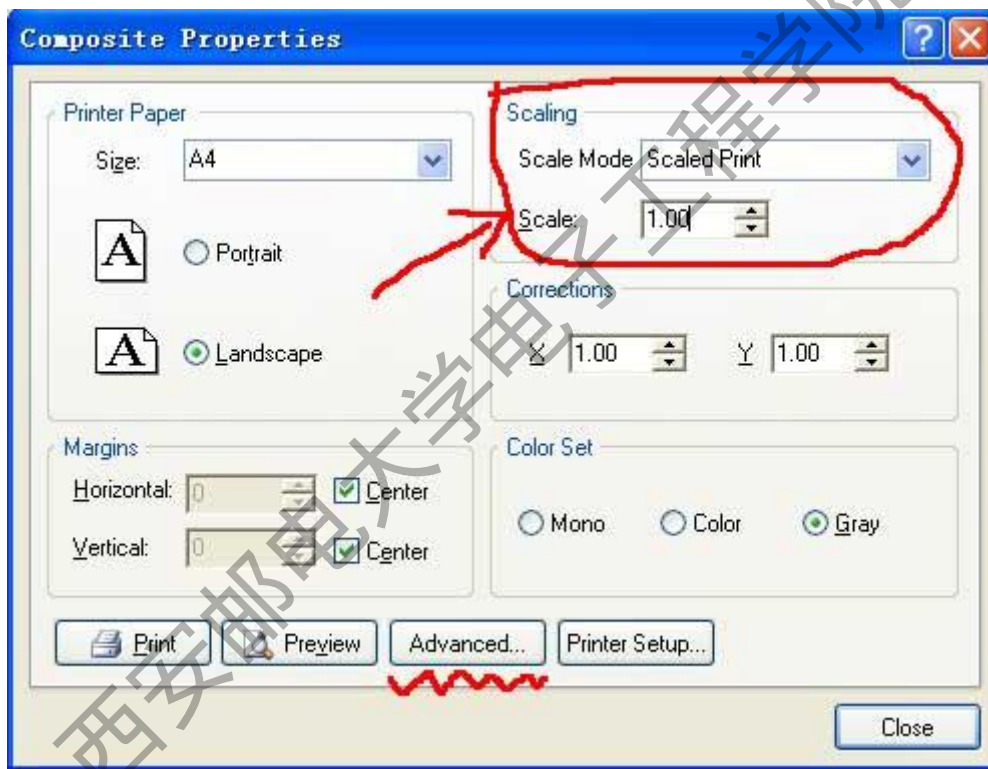 Composite Properties
Printer Paper
Size: A4
Portrait
Landscape
Scaling
Scale Mode Scaled Print
Scale: 1.00
Corrections
X 1.00 Y 1.00
Margins
Horizontal: 0 Center
Vertical: 0 Center
Color Set
Mono Color Gray
Print Preview Advanced... Printer Setup...
Close
西安邮电大学电子工程学院